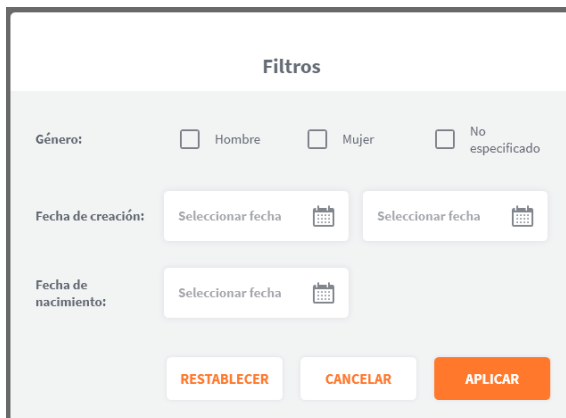 Filtros
Género:
Hombre
Mujer
No
especificado
Fecha de creación:
Seleccionar fecha
Seleccionar fecha
Fecha de
nacimiento:
Seleccionar fecha
RESTABLECER
CANCELAR
APLICAR